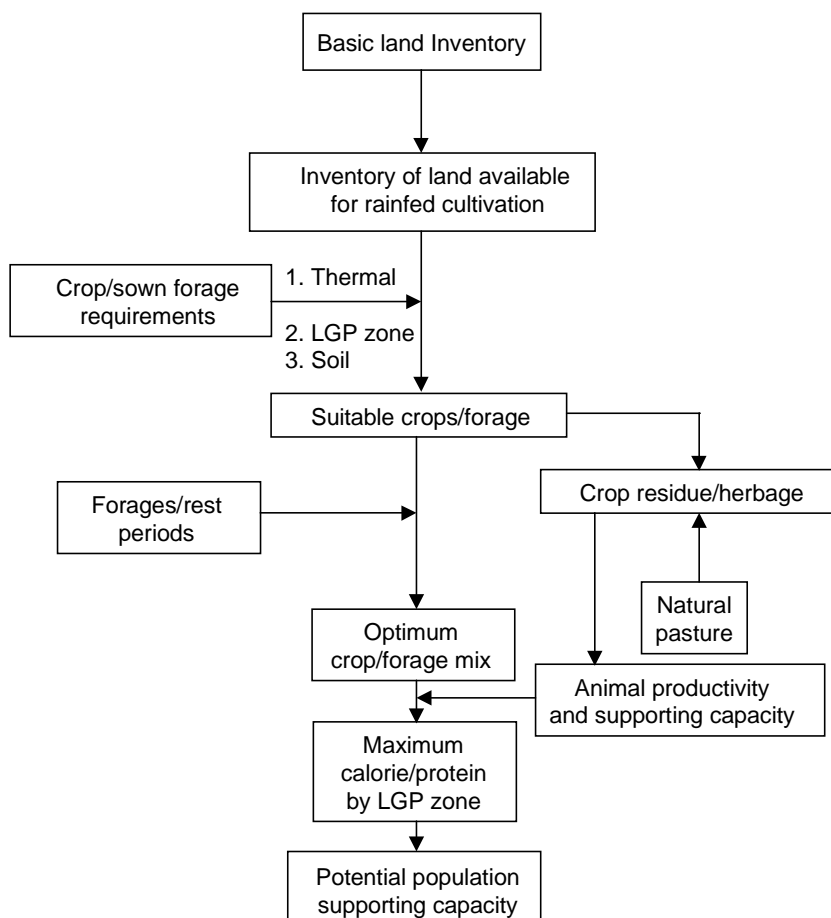 Basic land Inventory
Inventory of land available
for rainfed cultivation
Crop/sown forage
requirements
1. Thermal
2. LGP zone
3. Soil
Suitable crops/forage
Forages/rest
periods
Crop residue/herbage
Natural
pasture
Optimum
crop/forage mix
Animal productivity
and supporting capacity
Maximum
calorie/protein
by LGP zone
Potential population
supporting capacity